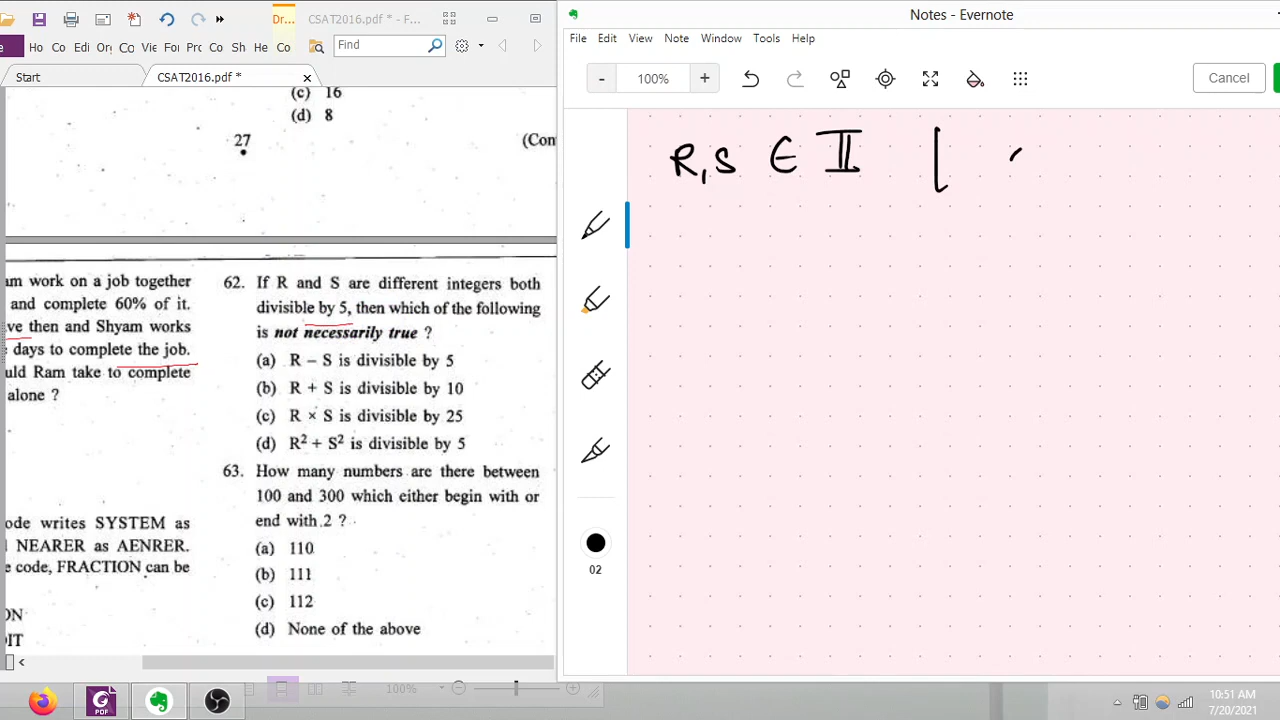 Dr...
CSAT2016.pdf * - F...
Ho Co Edi Org Co Vie For Pro Co Sh He Co
Find
Start
CSAT2016.pdf *
(c) 16
(d) 8
27
(Con
am work on a job together
and complete 60% of it.
ve then and Shyam works
days to complete the job.
uld Ram take to complete
alone ?
ode writes SYSTEM as
NEARER as AENRER.
e code, FRACTION can be
ON
DIT
62. If R and S are different integers both
divisible by 5, then which of the following
is not necessarily true ?
(a) R – S is divisible by 5
(b) R + S is divisible by 10
(c) R × S is divisible by 25
(d) R² + S² is divisible by 5
63. How many numbers are there between
100 and 300 which either begin with or
end with 2 ?
(a) 110
(b) 111
(c) 112
(d) None of the above
100%
Notes - Evernote
File Edit View Note Window Tools Help
- 100% +
Cancel
R, S ∈ II [
02
PDF
10:51 AM
7/20/2021